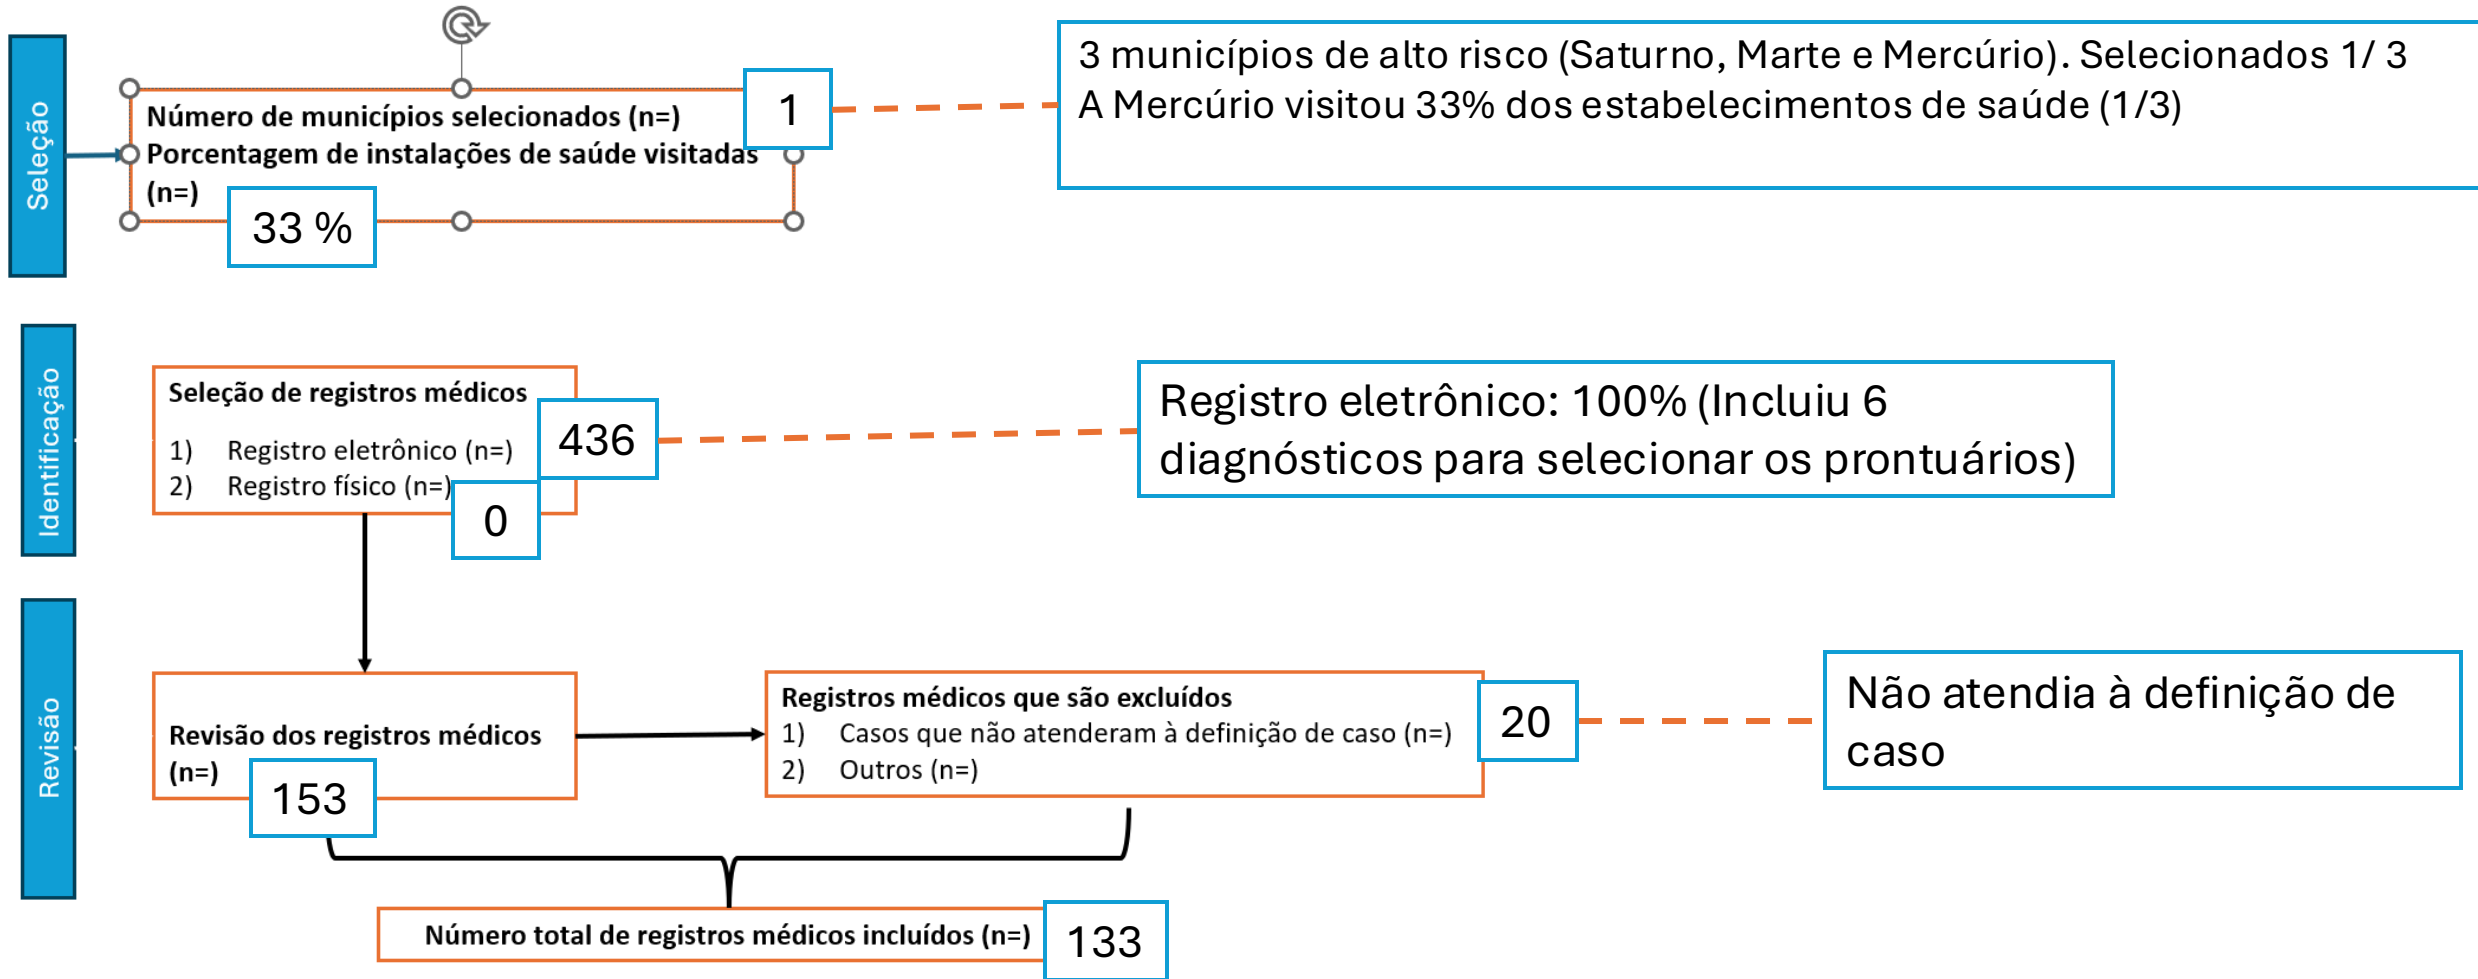 Seleção
Número de municípios selecionados (n=)
1
Porcentagem de instalações de saúde visitadas
(n=)
33 %
3 municípios de alto risco (Saturno, Marte e Mercúrio). Selecionados 1/ 3
A Mercúrio visitou 33% dos estabelecimentos de saúde (1/3)
Identificação
Seleção de registros médicos
1) Registro eletrônico (n=)
436
2) Registro físico (n=)
0
Registro eletrônico: 100% (Incluiu 6
diagnósticos para selecionar os prontuários)
Revisão
Revisão dos registros médicos
(n=)
153
Registros médicos que são excluídos
1) Casos que não atenderam à definição de caso (n=)
2) Outros (n=)
20
Não atendia à definição de
caso
Número total de registros médicos incluídos (n=)
133